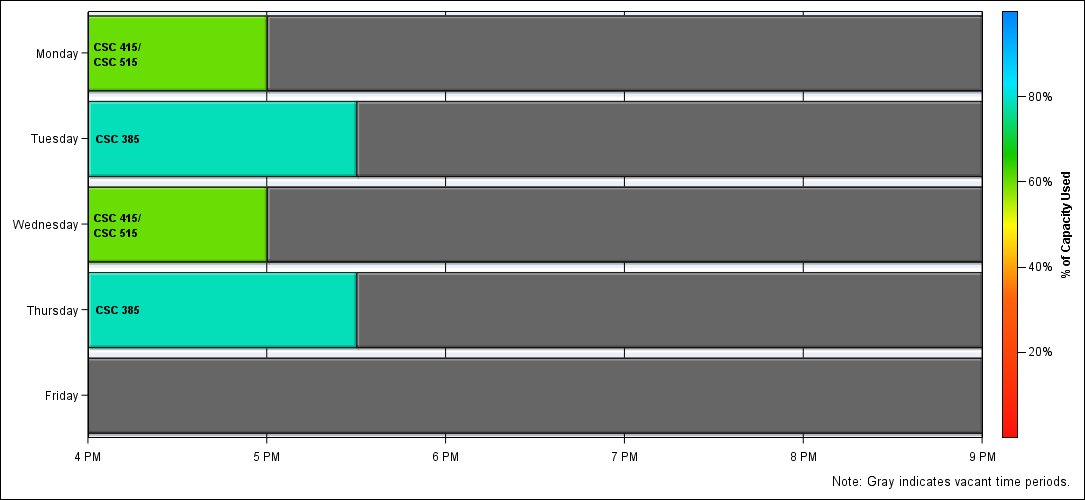 Monday
CSC 415/
CSC 515
Tuesday
CSC 385
Wednesday
CSC 415/
CSC 515
Thursday
CSC 385
Friday
4 PM
5 PM
6 PM
7 PM
8 PM
9 PM
80%
60%
40%
20%
% of Capacity Used
Note: Gray indicates vacant time periods.